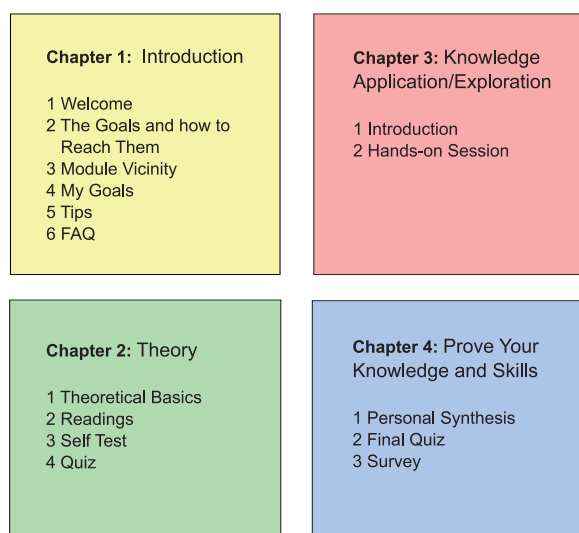 Chapter 1: Introduction
1 Welcome
2 The Goals and how to
Reach Them
3 Module Vicinity
4 My Goals
5 Tips
6 FAQ
Chapter 2: Theory
1 Theoretical Basics
2 Readings
3 Self Test
4 Quiz
Chapter 3: Knowledge
Application/Exploration
1 Introduction
2 Hands-on Session
Chapter 4: Prove Your
Knowledge and Skills
1 Personal Synthesis
2 Final Quiz
3 Survey